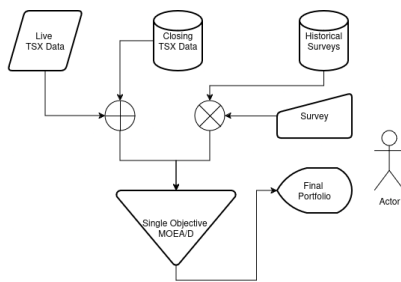 Live
TSX Data
Closing
TSX Data
Historical
Surveys
Survey
Final
Portfolio
Actor
Single Objective
MOEA/D